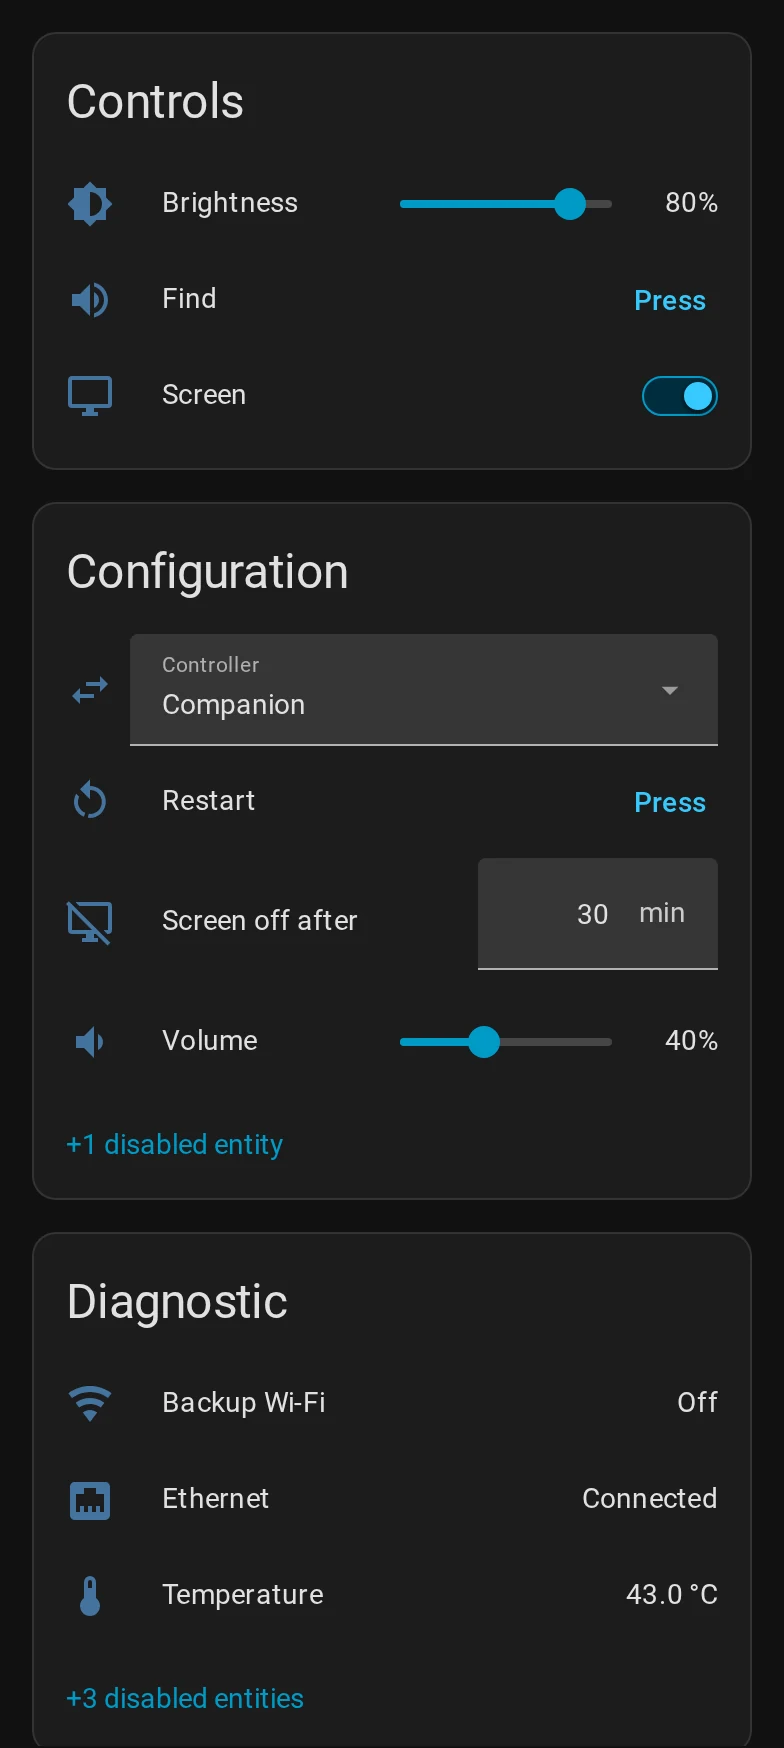 Controls
Brightness 80%
Find Press
Screen
Configuration
Controller
Companion
Restart Press
Screen off after 30 min
Volume 40%
+1 disabled entity
Diagnostic
Backup Wi-Fi Off
Ethernet Connected
Temperature 43.0 °C
+3 disabled entities